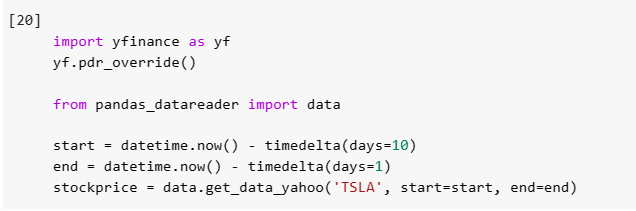 [20]
import yfinance as yf
yf.pdr_override()
from pandas_datareader import data
start = datetime.now() - timedelta(days=10)
end = datetime.now() - timedelta(days=1)
stockprice = data.get_data_yahoo('TSLA', start=start, end=end)